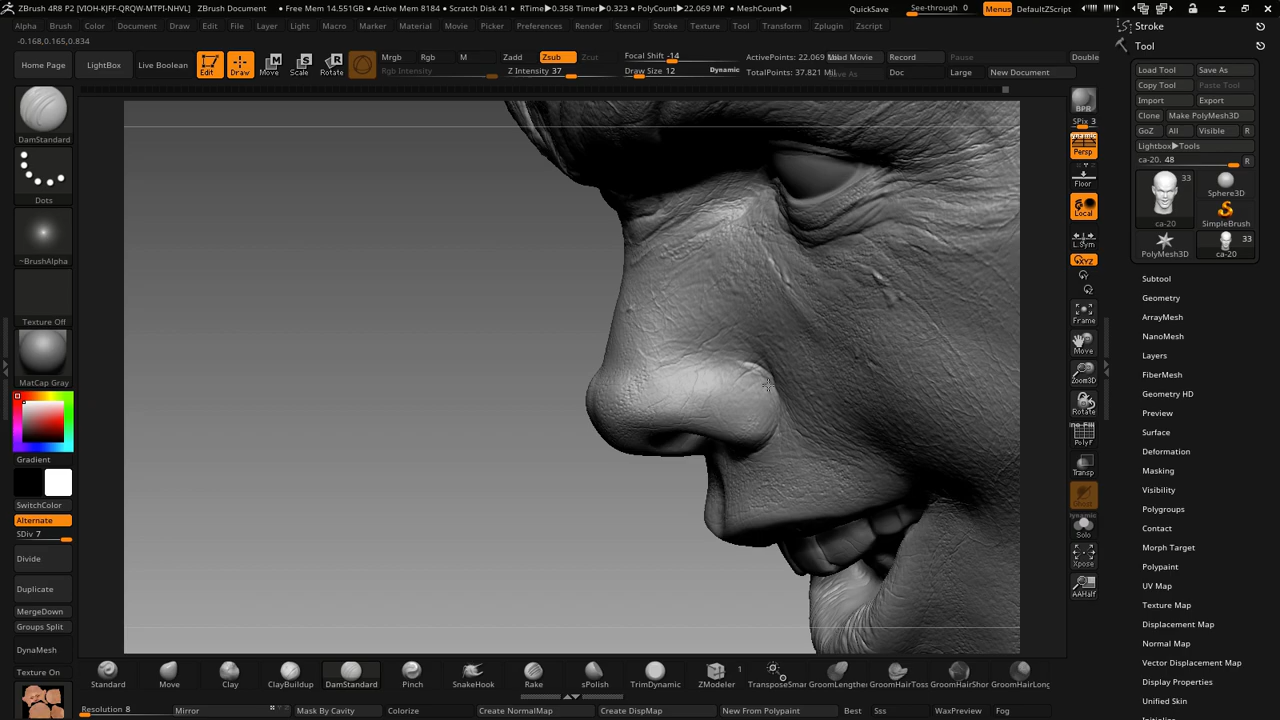 ZBrush 4R8 P2 [VIOH-KJFF-QRQW-MTPI-NHVL] ZBrush Document • Free Mem 14.551GB • Active Mem 8184 • Scratch Disk 41 • RTime▶0.358 Timer▶0.323 • PolyCount▶22.069 MP • MeshCount▶1 QuickSave See-through 0 Menus DefaultZScript
Alpha Brush Color Document Draw Edit File Layer Light Macro Marker Material Movie Picker Preferences Render Stencil Stroke Texture Tool Transform Zplugin Zscript
-0.168,0.165,0.834
Home Page LightBox Live Boolean Edit Draw Move Scale Rotate
Mrgb Rgb M Zadd Zsub Zcut Focal Shift -14 ActivePoints: 22.069 Record Pause Double
Rgb Intensity Z Intensity 37 Draw Size 12 Dynamic TotalPoints: 37.821 Mil Doc Large New Document
DamStandard
Dots
~BrushAlpha
Texture Off
MatCap Gray
Gradient
SwitchColor
Alternate
SDiv 7
Divide
Duplicate
MergeDown
Groups Split
DynaMesh
Texture On
BPR
SPix 3
Persp
Floor
Local
L.Sym
XYZ
Frame
Move
Zoom3D
Rotate
PolyF
Transp
Dynamic
Solo
Xpose
AAHalf
Stroke
Tool
Load Tool Save As
Copy Tool Paste Tool
Import Export
Clone Make PolyMesh3D
GoZ All Visible R
Lightbox▶Tools
ca-20. 48 R
33
Sphere3D
ca-20 SimpleBrush
33
PolyMesh3D ca-20
Subtool
Geometry
ArrayMesh
NanoMesh
Layers
FiberMesh
Geometry HD
Preview
Surface
Deformation
Masking
Visibility
Polygroups
Contact
Morph Target
Polypaint
UV Map
Texture Map
Displacement Map
Normal Map
Vector Displacement Map
Display Properties
Unified Skin
Standard Move Clay ClayBuildup DamStandard Pinch SnakeHook Rake sPolish TrimDynamic ZModeler 1 TransposeSmar GroomLengthe GroomHairToss GroomHairShor GroomHairLong
Resolution 8 Mirror Mask By Cavity Colorize Create NormalMap Create DispMap New From Polypaint Best Sss WaxPreview Fog